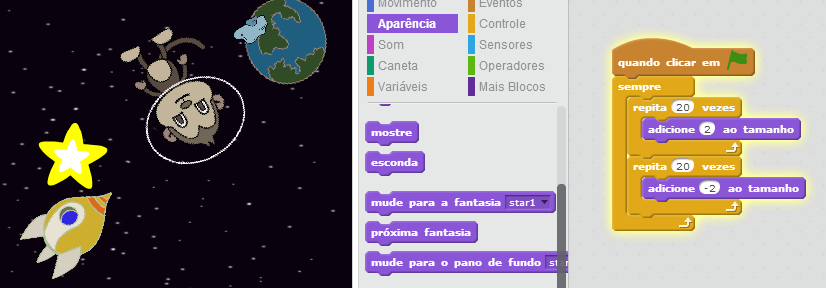 Movimento
Eventos
Aparência
Controle
Som
Sensores
Caneta
Operadores
Variáveis
Mais Blocos
mostre
esconda
mude para a fantasia star1
próxima fantasia
mude para o pano de fundo
quando clicar em
sempre
repita 20 vezes
adicione 2 ao tamanho
repita 20 vezes
adicione -2 ao tamanho